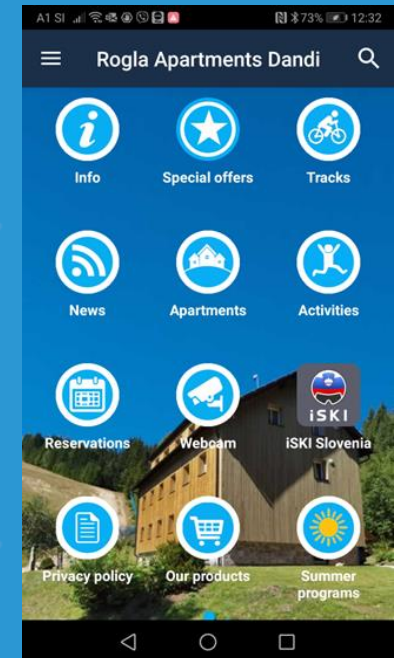 A1 SI
73% 12:32
Rogla Apartments Dandi
Info Special offers Tracks
News Apartments Activities
iSKI
Reservations Webcam iSKI Slovenia
Privacy policy Our products Summer
programs